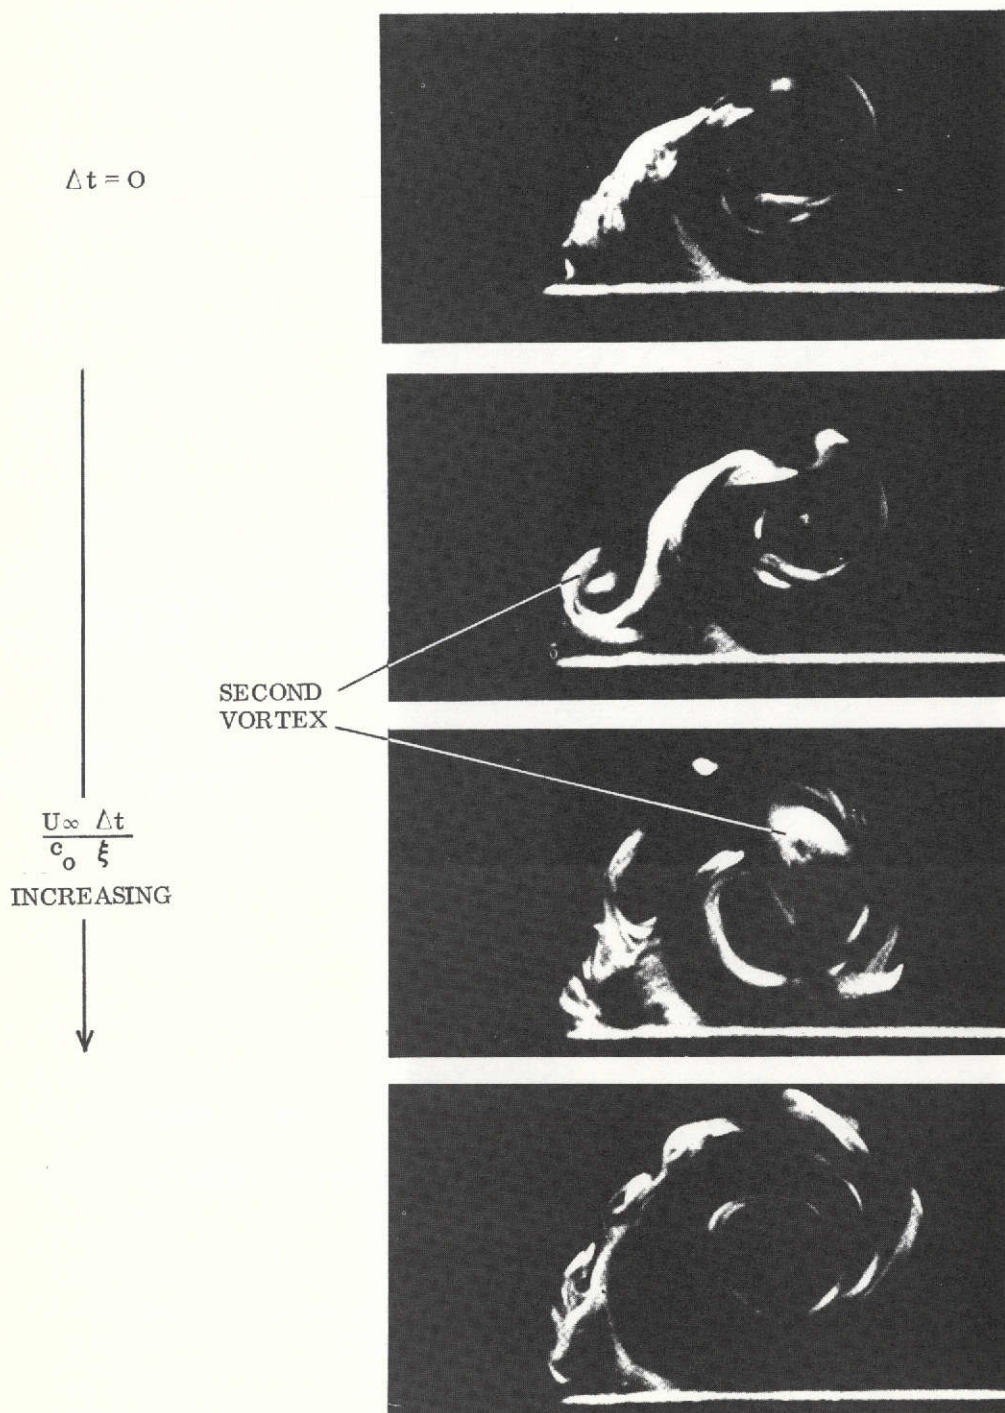 Δt = O
SECOND
VORTEX
U∞ Δt
c₀ ξ
INCREASING